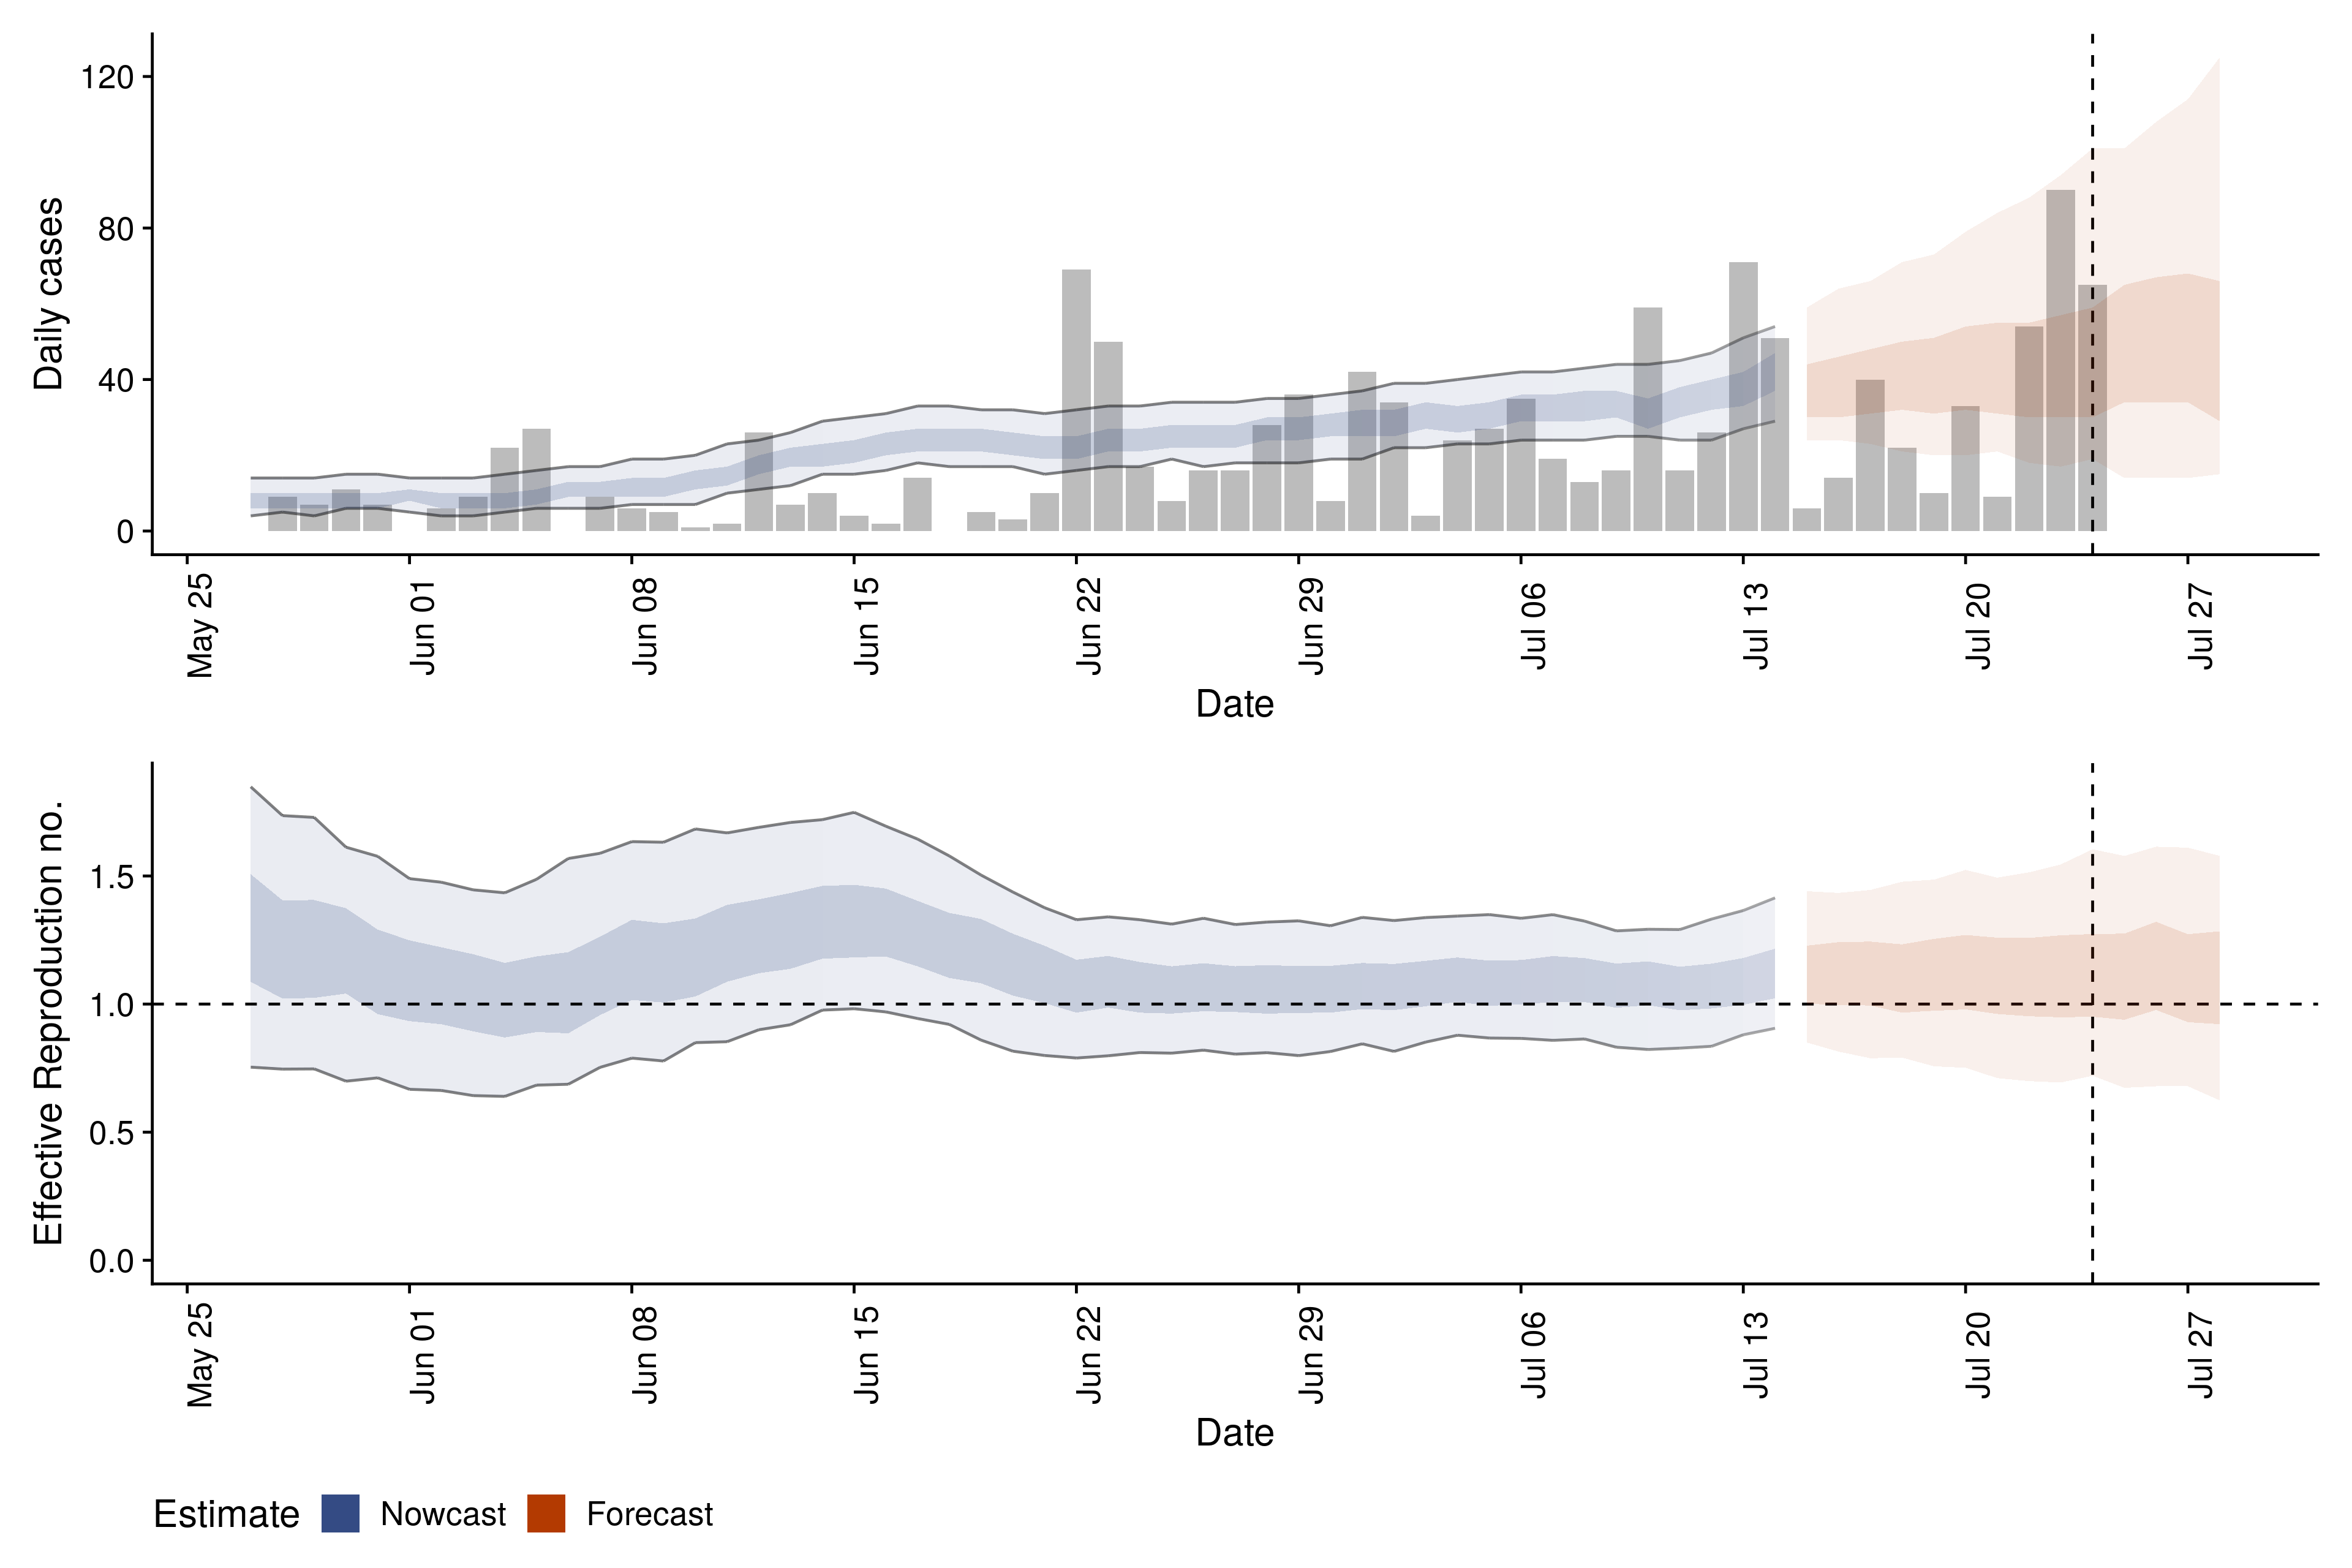 Daily cases
120
80
40
0
May 25
Jun 01
Jun 08
Jun 15
Jun 22
Jun 29
Jul 06
Jul 13
Jul 20
Jul 27
Date
Effective Reproduction no.
1.5
1.0
0.5
0.0
May 25
Jun 01
Jun 08
Jun 15
Jun 22
Jun 29
Jul 06
Jul 13
Jul 20
Jul 27
Date
Estimate Nowcast Forecast